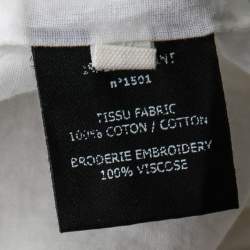 n°1501
TISSU FABRIC
100% COTON / COTTON
BRODERIE EMBROIDERY
100% VISCOSE